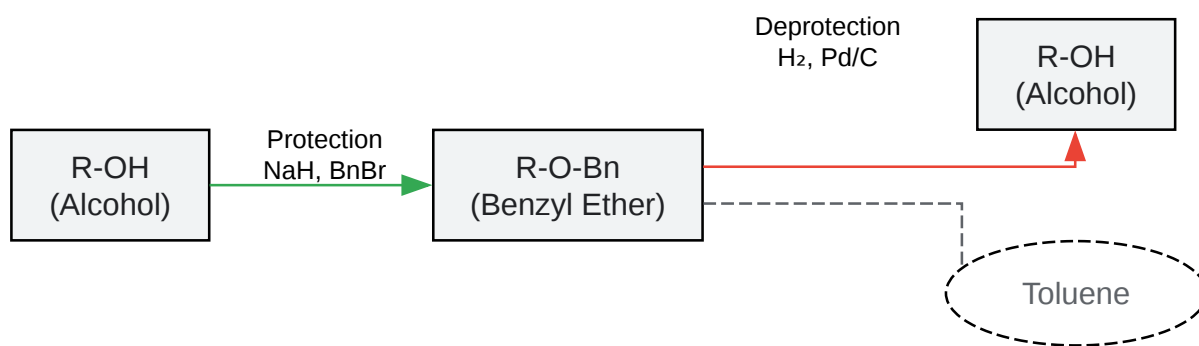 R-OH
(Alcohol)
Protection
NaH, BnBr
R-O-Bn
(Benzyl Ether)
Deprotection
H₂, Pd/C
R-OH
(Alcohol)
Toluene